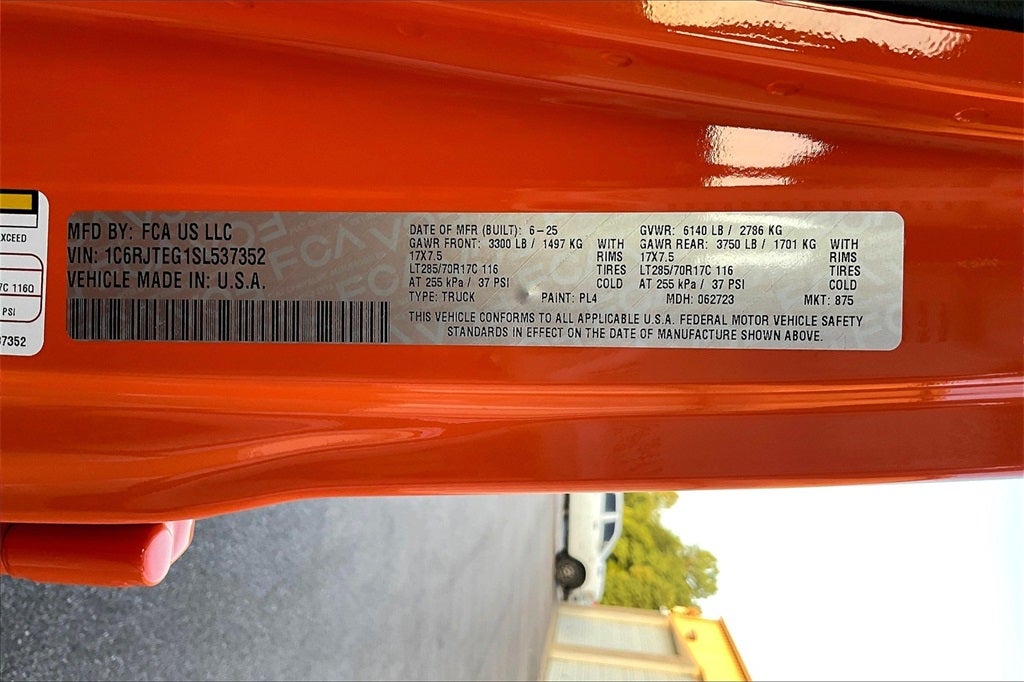 EXCEED
7C 116Q
PSI
37352
MFD BY: FCA US LLC
VIN: 1C6RJTEG1SL537352
VEHICLE MADE IN: U.S.A.
DATE OF MFR (BUILT): 6-25
GAWR FRONT: 3300 LB / 1497 KG WITH
17X7.5 RIMS
LT285/70R17C 116 TIRES
AT 255 kPa / 37 PSI COLD
TYPE: TRUCK PAINT: PL4
GVWR: 6140 LB / 2786 KG
GAWR REAR: 3750 LB / 1701 KG WITH
17X7.5 RIMS
LT285/70R17C 116 TIRES
AT 255 kPa / 37 PSI COLD
MDH: 062723 MKT: 875
THIS VEHICLE CONFORMS TO ALL APPLICABLE U.S.A. FEDERAL MOTOR VEHICLE SAFETY
STANDARDS IN EFFECT ON THE DATE OF MANUFACTURE SHOWN ABOVE.